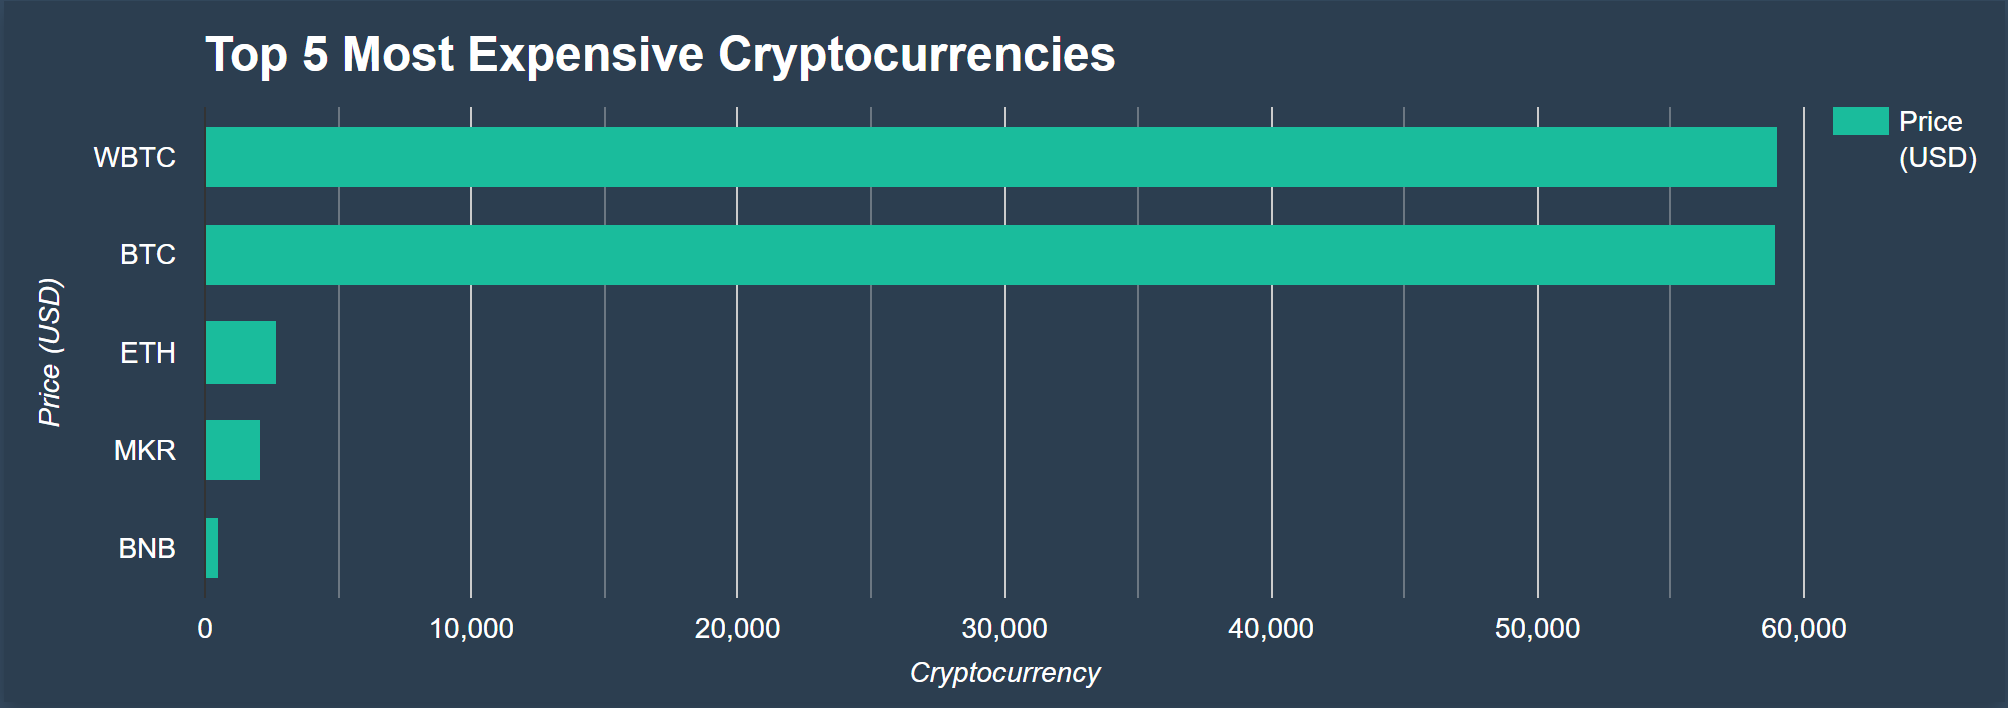 Top 5 Most Expensive Cryptocurrencies
Price
(USD)
WBTC
BTC
ETH
MKR
BNB
Price (USD)
0 10,000 20,000 30,000 40,000 50,000 60,000
Cryptocurrency